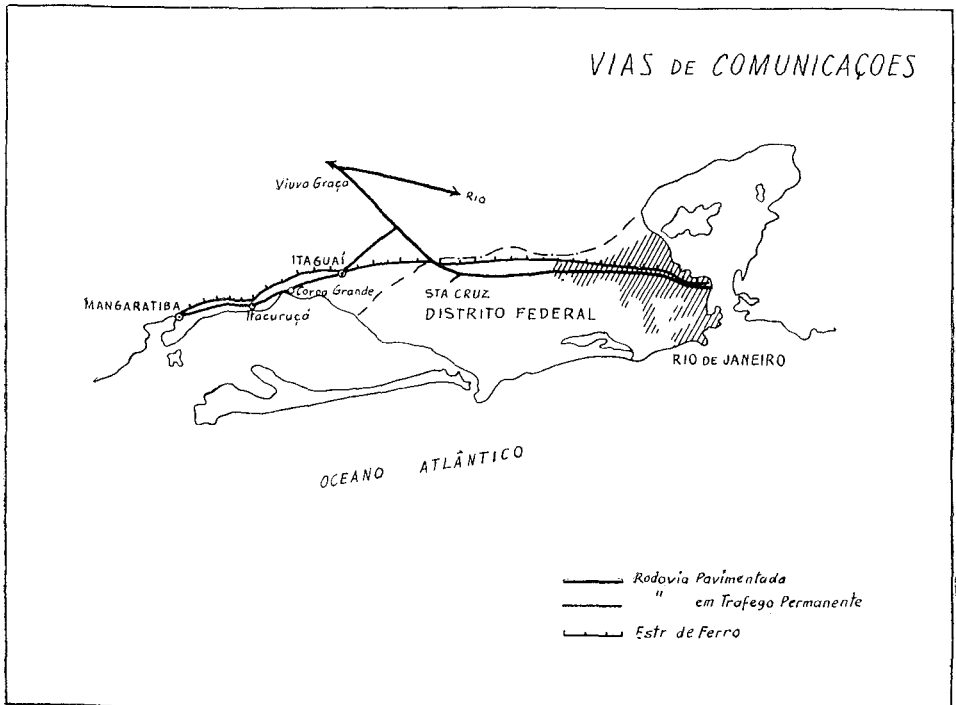 VIAS DE COMUNICAÇOES
Viuva Graça
RIO
ITAGUAÍ
Corôa Grande
MANGARATIBA
Itacuruçá
STA CRUZ
DISTRITO FEDERAL
RIO DE JANEIRO
OCEANO ATLÂNTICO
Rodovia Pavimentada
" em Trafego Permanente
Estr de Ferro